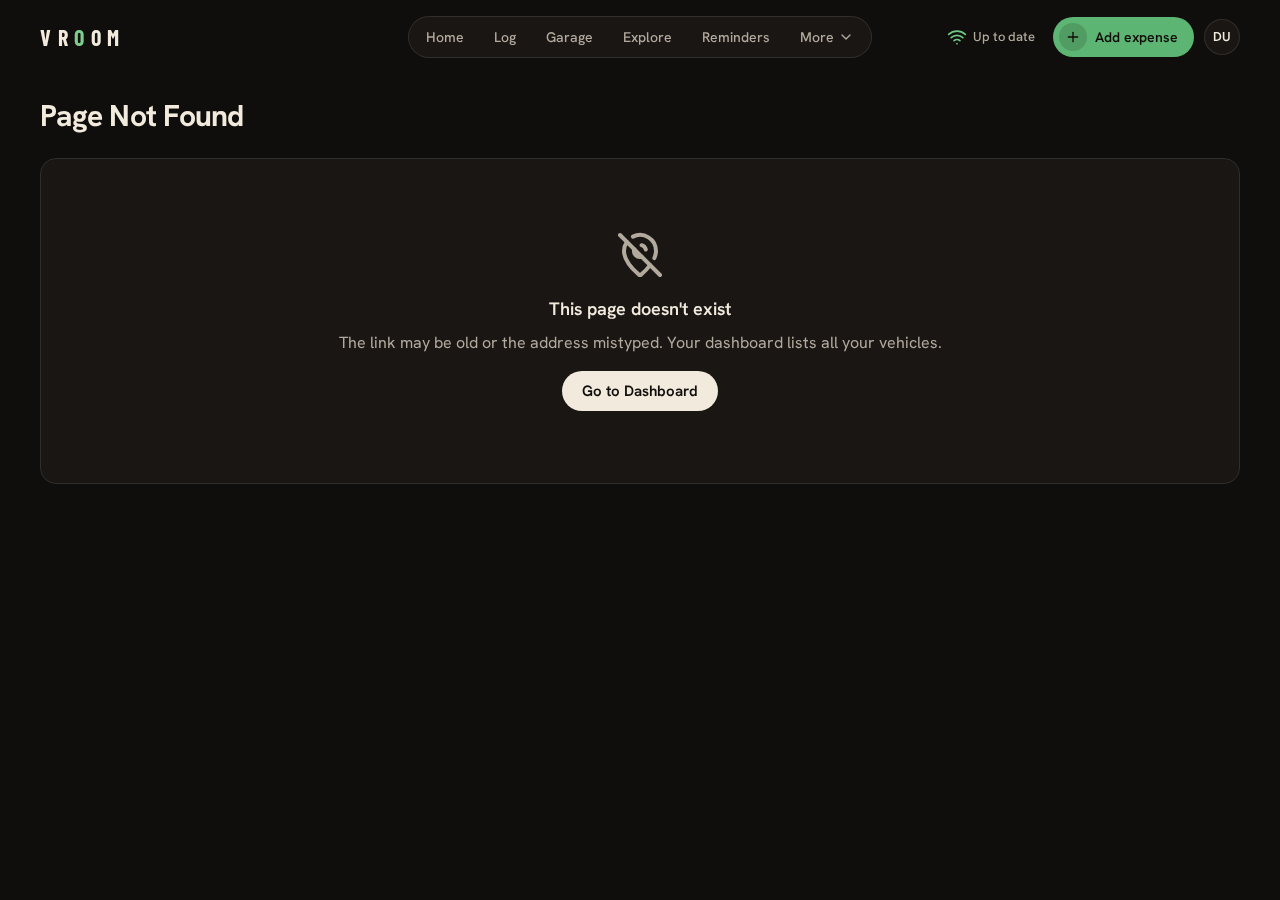 VROOM
Home Log Garage Explore Reminders More
Up to date
Add expense
DU
Page Not Found
This page doesn't exist
The link may be old or the address mistyped. Your dashboard lists all your vehicles.
Go to Dashboard